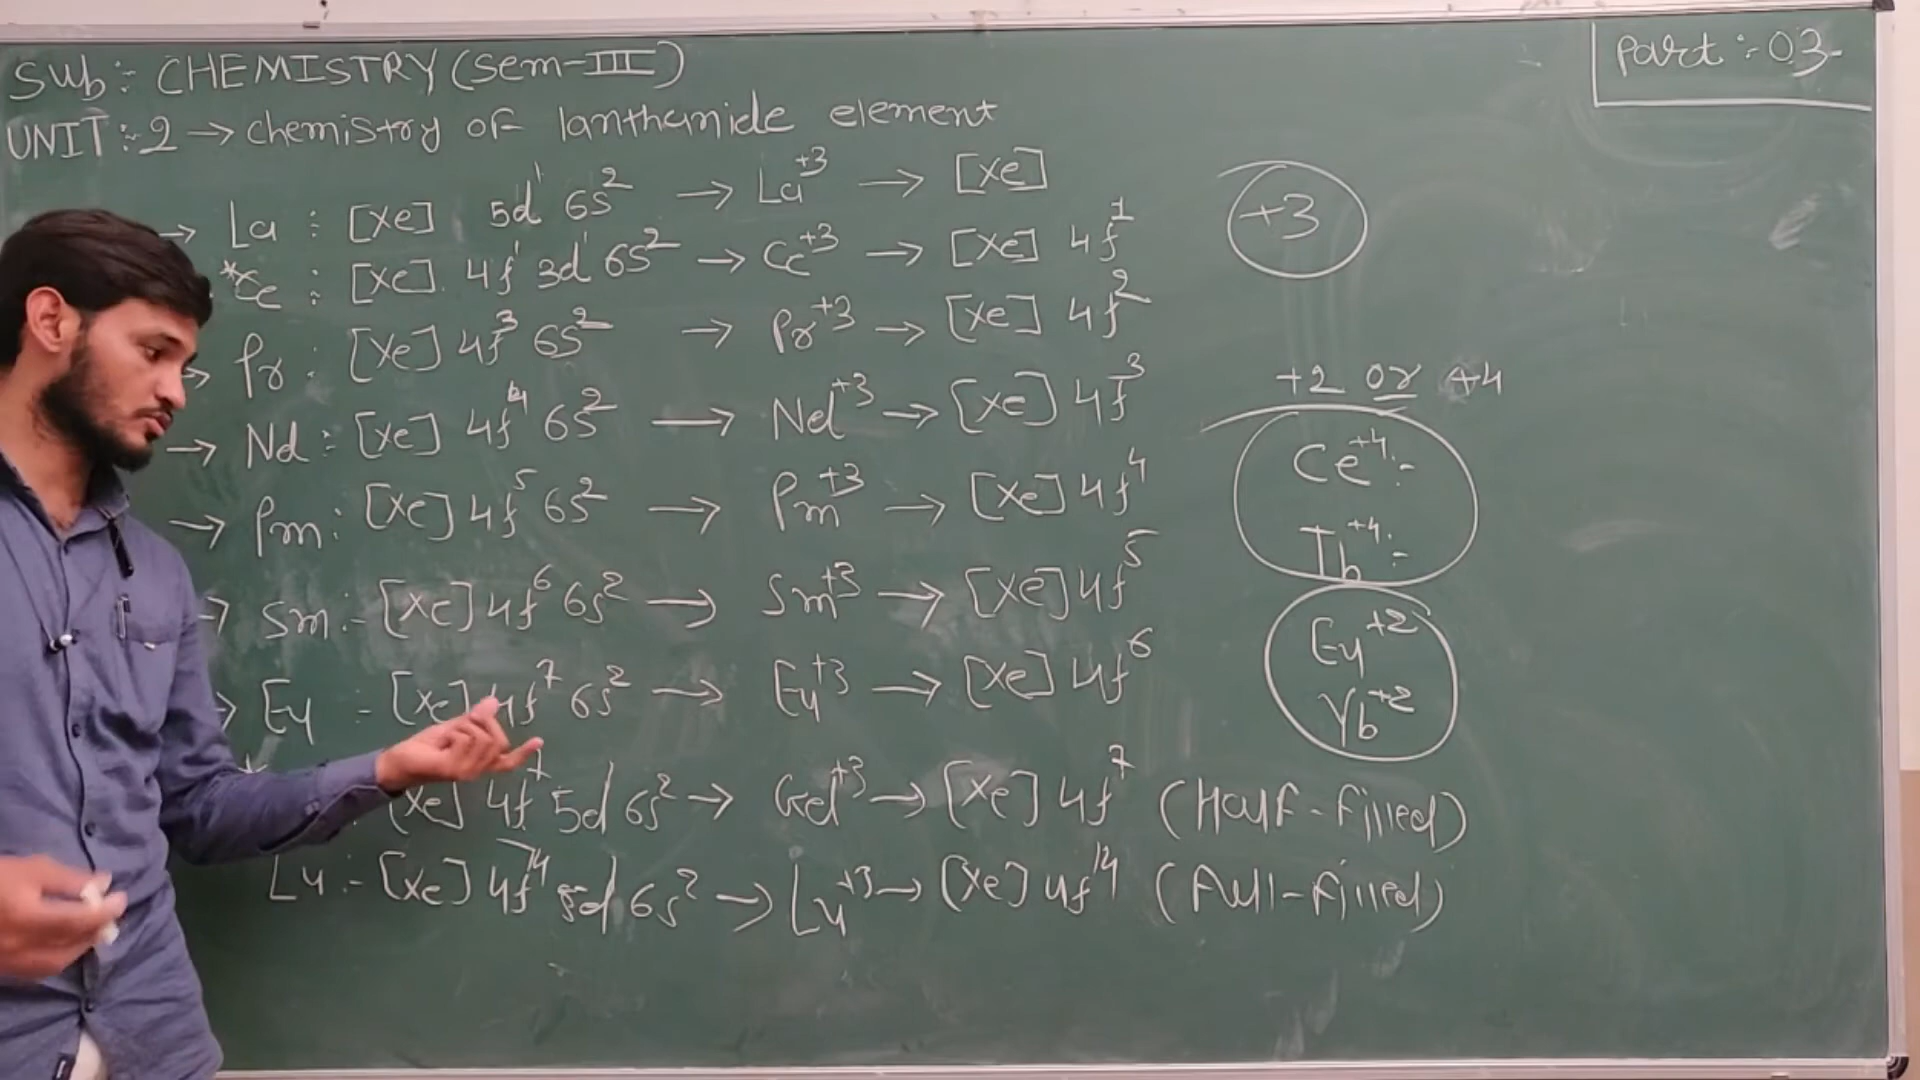 Sub:- CHEMISTRY (Sem-III)
Part :- 03
UNIT:-2 → chemistry of lanthanide element
→ La : [Xe] 5d¹ 6s² → La⁺³ → [Xe]
+3
*Ce : [Xe] 4f¹ 3d¹ 6s² → Ce⁺³ → [Xe] 4f¹
→ Pr : [Xe] 4f³ 6s² → Pr⁺³ → [Xe] 4f²
+2 or +4
→ Nd : [Xe] 4f⁴ 6s² → Nd⁺³ → [Xe] 4f³
Ce⁺⁴:-
→ Pm : [Xe] 4f⁵ 6s² → Pm⁺³ → [Xe] 4f⁴
Tb⁺⁴:-
→ Sm :- [Xe] 4f⁶ 6s² → Sm⁺³ → [Xe] 4f⁵
Eu⁺²
→ Eu :- [Xe] 4f⁷ 6s² → Eu⁺³ → [Xe] 4f⁶
Yb⁺²
* : [Xe] 4f⁷ 5d¹ 6s² → Gd⁺³ → [Xe] 4f⁷ (Half-filled)
Lu :- [Xe] 4f¹⁴ 5d¹ 6s² → Lu⁺³ → [Xe] 4f¹⁴ (Full-filled)